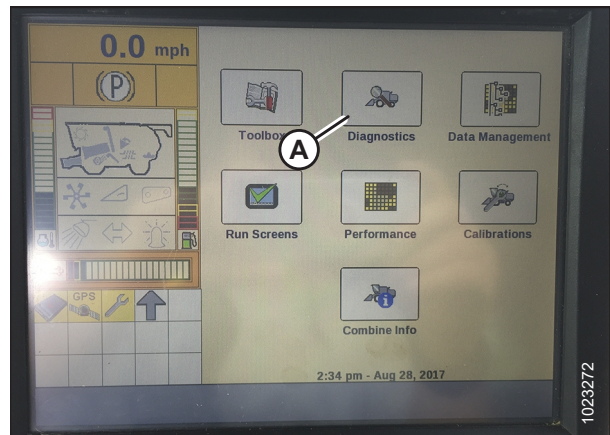 0.0 mph
(P)
GPS
Toolbox
Diagnostics
Data Management
A
Run Screens
Performance
Calibrations
Combine Info
2:34 pm - Aug 28, 2017
1023272